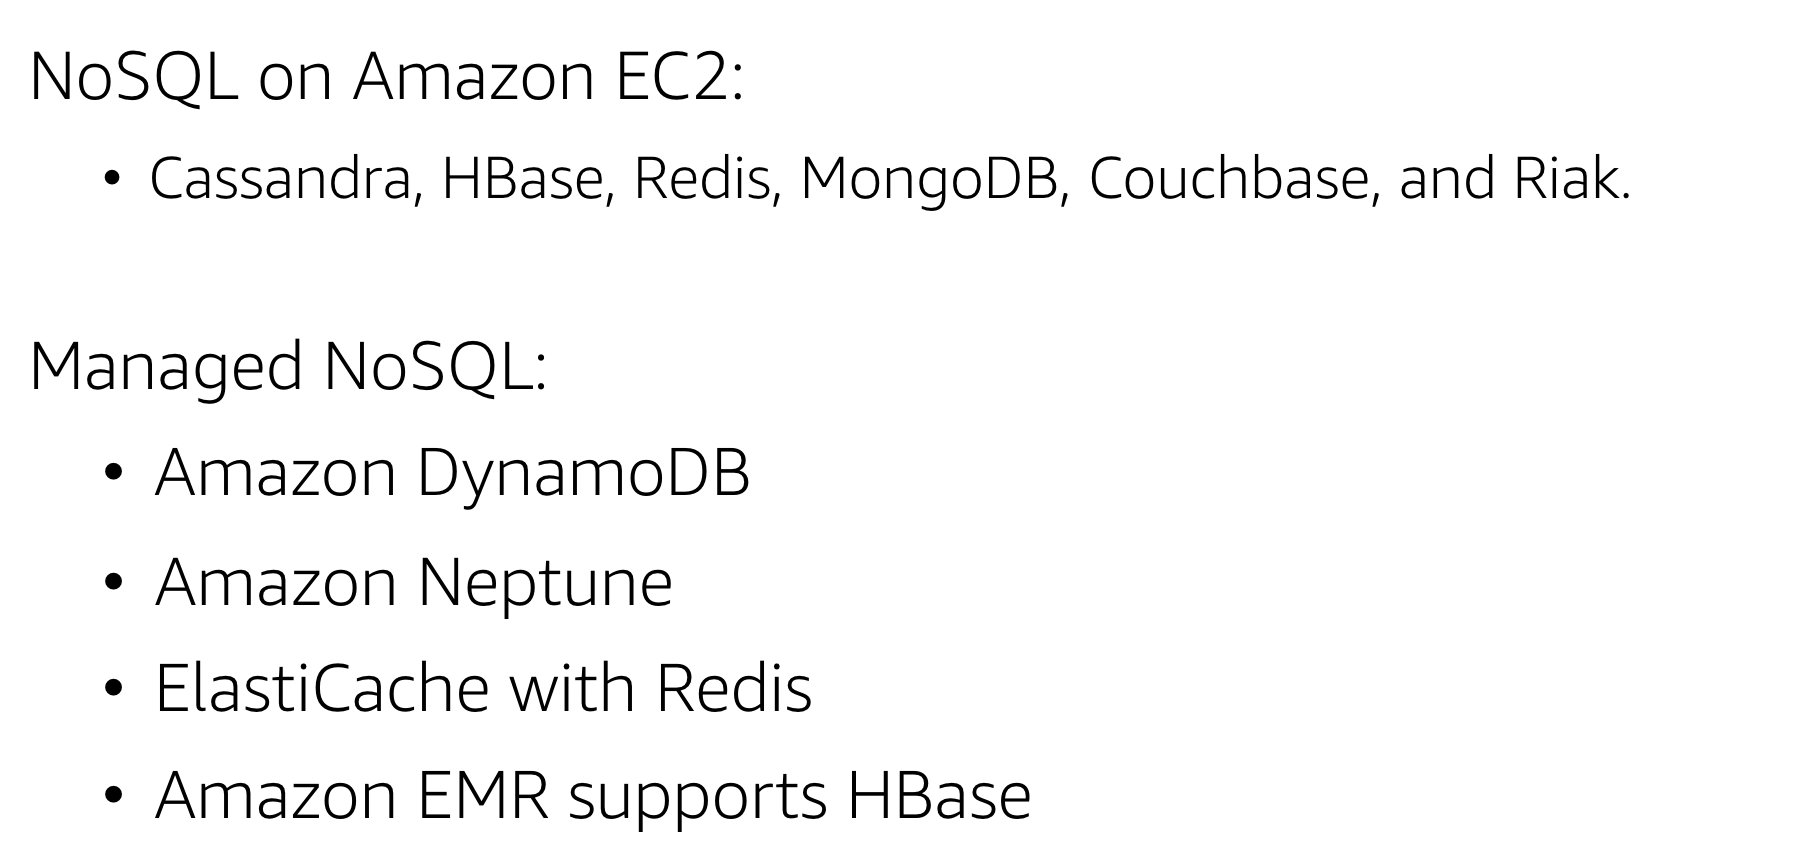 NoSQL on Amazon EC2:
• Cassandra, HBase, Redis, MongoDB, Couchbase, and Riak.
Managed NoSQL:
• Amazon DynamoDB
• Amazon Neptune
• ElastiCache with Redis
• Amazon EMR supports HBase